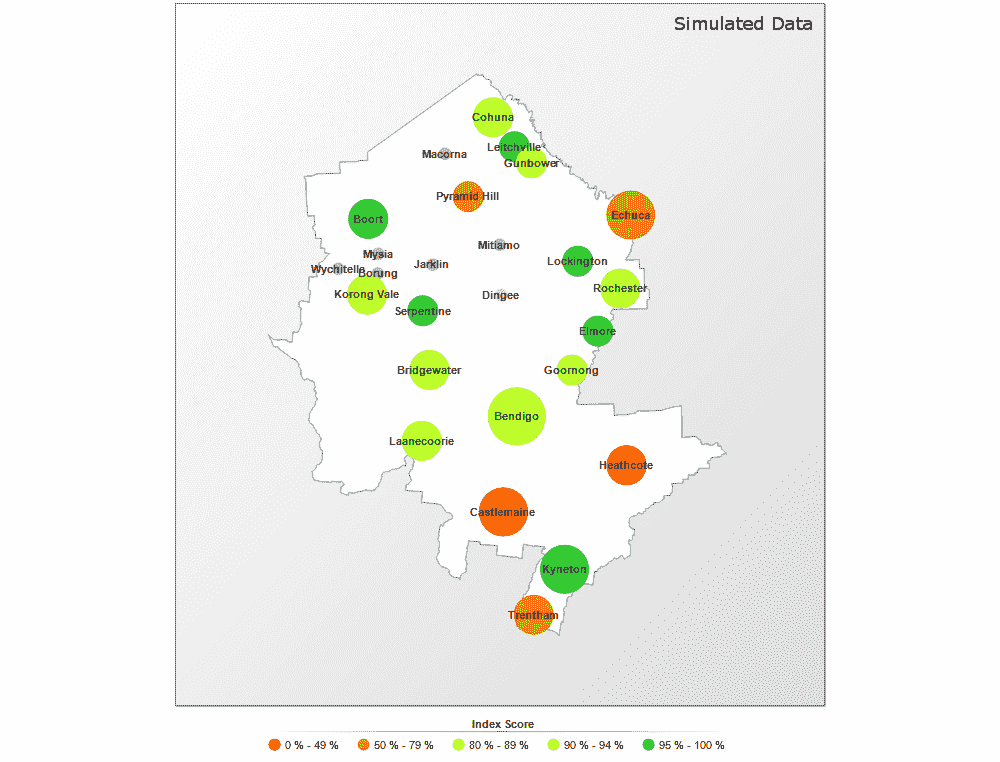 Simulated Data
Cohuna
Leitchville
Macorna
Gunbower
Pyramid Hill
Echuca
Boort
Mitiamo
Mysia
Lockington
Jarklin
Wychitelle
Borung
Rochester
Korong Vale
Dingee
Serpentine
Elmore
Bridgewater
Goornong
Bendigo
Laanecoorie
Heathcote
Castlemaine
Kyneton
Trentham
Index Score
0 % - 49 % 50 % - 79 % 80 % - 89 % 90 % - 94 % 95 % - 100 %